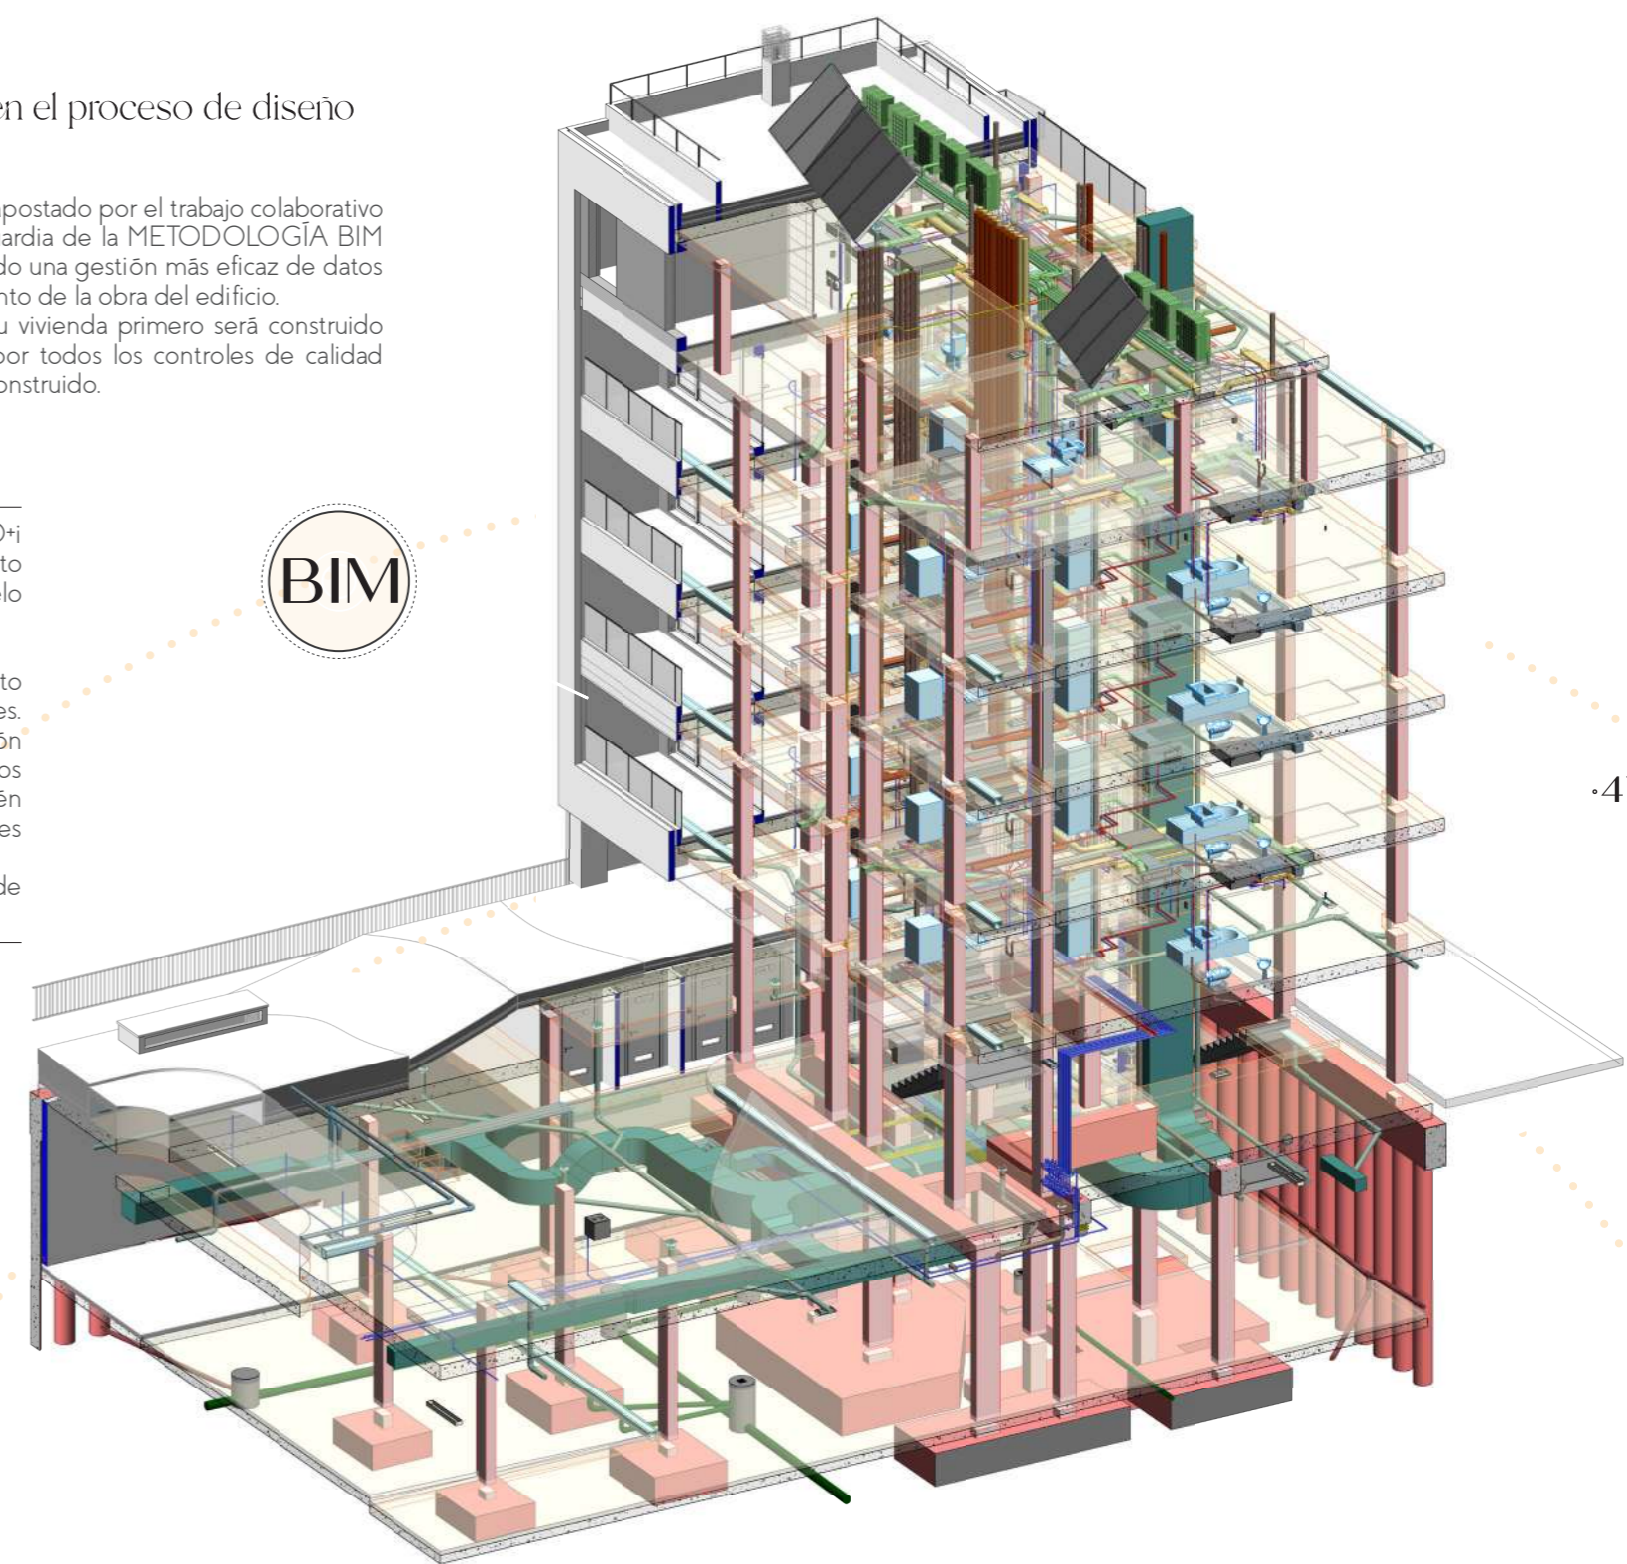 en el proceso de diseño
apostado por el trabajo colaborativo
ardia de la METODOLOGÍA BIM
do una gestión más eficaz de datos
nto de la obra del edificio.
u vivienda primero será construido
por todos los controles de calidad
onstruido.
D+i
to
elo
to
es.
ón
os
én
es
de
BIM
4